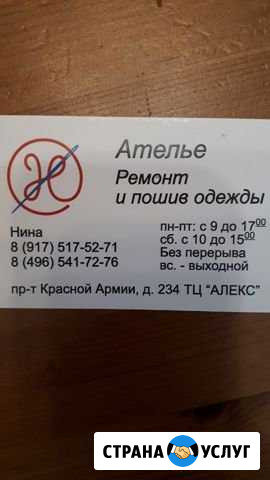 Ателье
Ремонт
и пошив одежды
Нина
8 (917) 517-52-71
8 (496) 541-72-76
пн-пт: с 9 до 17⁰⁰
сб. с 10 до 15⁰⁰
Без перерыва
вс. - выходной
пр-т Красной Армии, д. 234 ТЦ "АЛЕКС"
СТРАНА УСЛУГ